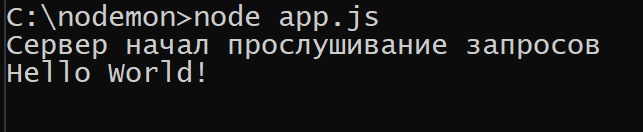 C:\nodemon>node app.js
Сервер начал прослушивание запросов
Hello World!